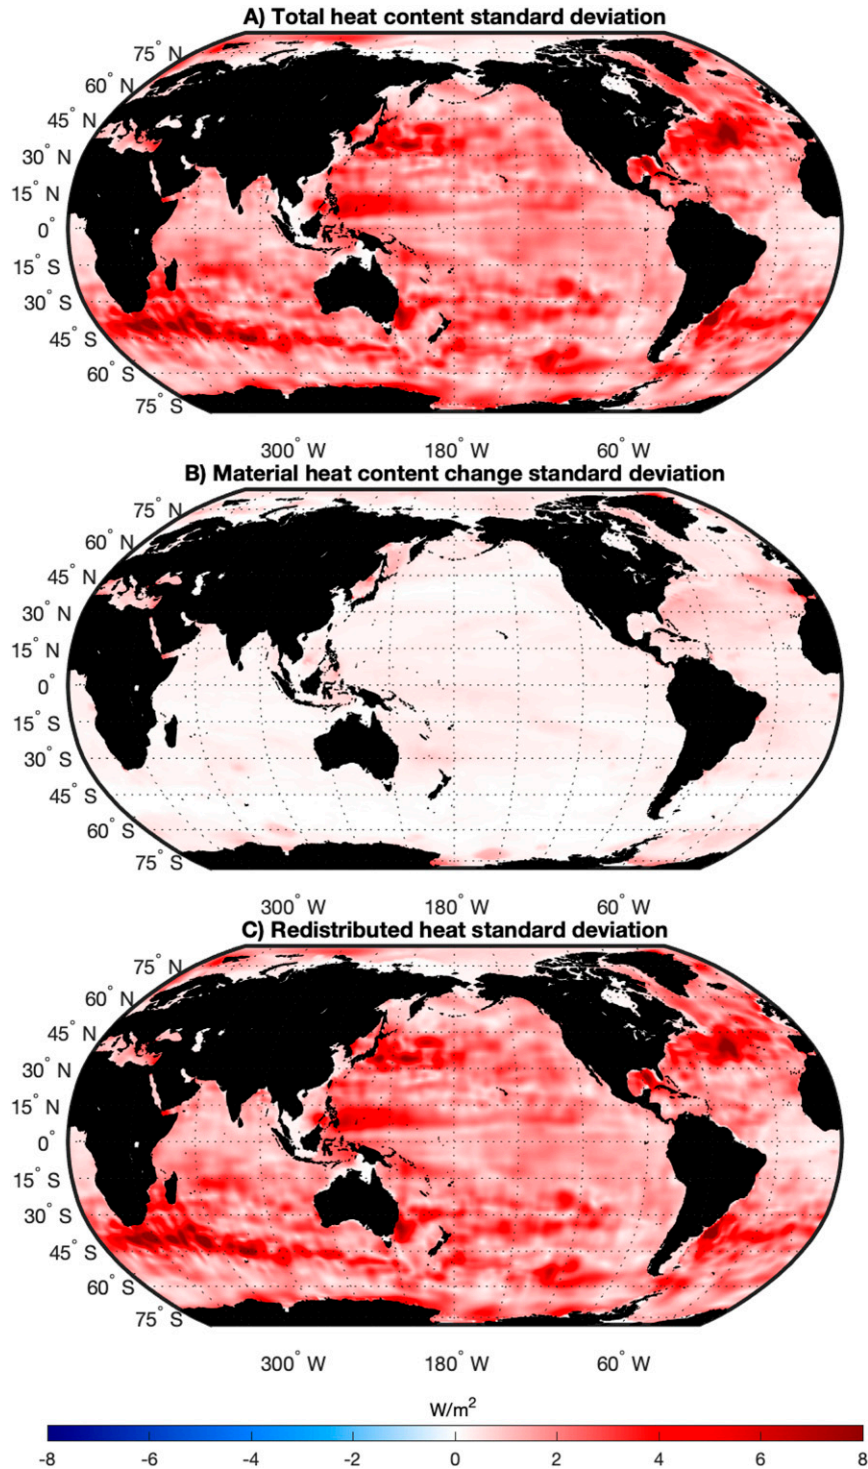 A) Total heat content standard deviation
75° N
60° N
45° N
30° N
15° N
0°
15° S
30° S
45° S
60° S
75° S
300° W 180° W 60° W
B) Material heat content change standard deviation
75° N
60° N
45° N
30° N
15° N
0°
15° S
30° S
45° S
60° S
75° S
300° W 180° W 60° W
C) Redistributed heat standard deviation
75° N
60° N
45° N
30° N
15° N
0°
15° S
30° S
45° S
60° S
75° S
300° W 180° W 60° W
W/m²
-8 -6 -4 -2 0 2 4 6 8